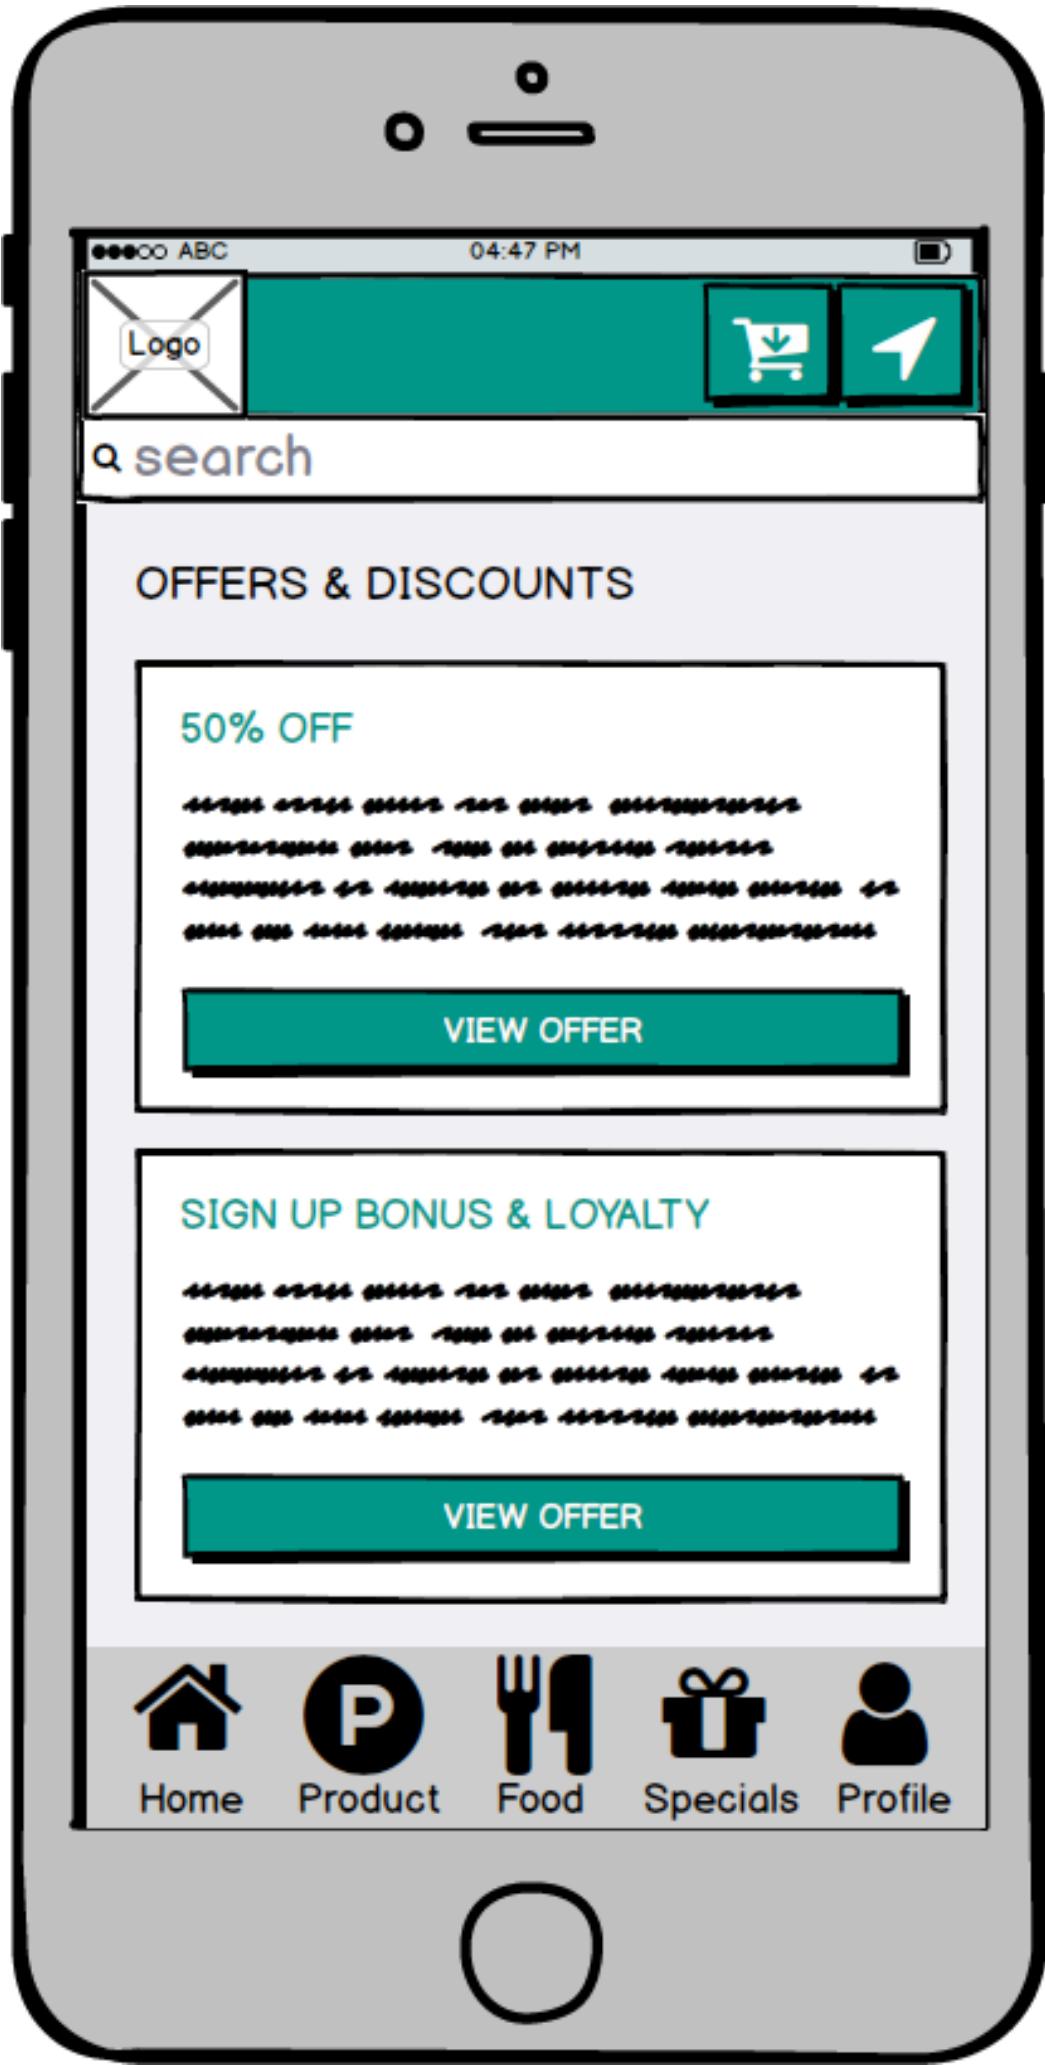 ABC 04:47 PM
Logo
search
OFFERS & DISCOUNTS
50% OFF
VIEW OFFER
SIGN UP BONUS & LOYALTY
VIEW OFFER
P
Home Product Food Specials Profile